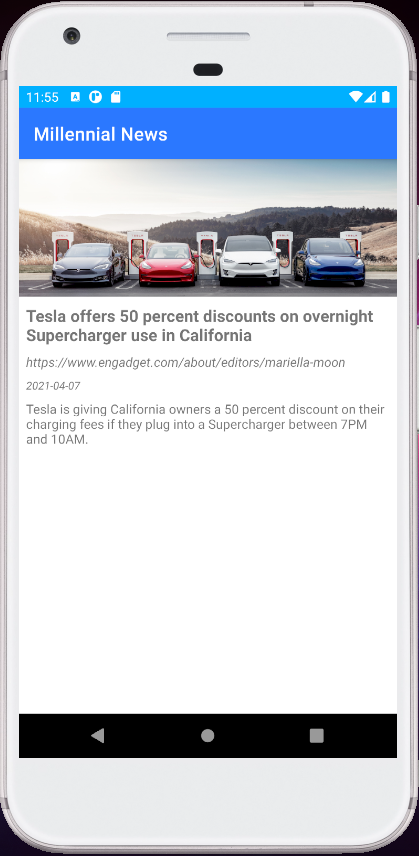 11:55
Millennial News
Tesla offers 50 percent discounts on overnight
Supercharger use in California
https://www.engadget.com/about/editors/mariella-moon
2021-04-07
Tesla is giving California owners a 50 percent discount on their
charging fees if they plug into a Supercharger between 7PM
and 10AM.